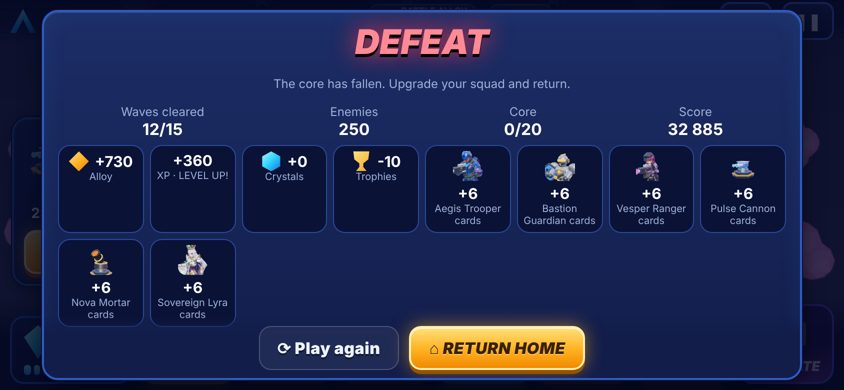 DEFEAT
The core has fallen. Upgrade your squad and return.
Waves cleared
12/15
Enemies
250
Core
0/20
Score
32 885
+730
Alloy
+360
XP · LEVEL UP!
+0
Crystals
-10
Trophies
+6
Aegis Trooper
cards
+6
Bastion
Guardian cards
+6
Vesper Ranger
cards
+6
Pulse Cannon
cards
+6
Nova Mortar
cards
+6
Sovereign Lyra
cards
⟳ Play again
⌂ RETURN HOME